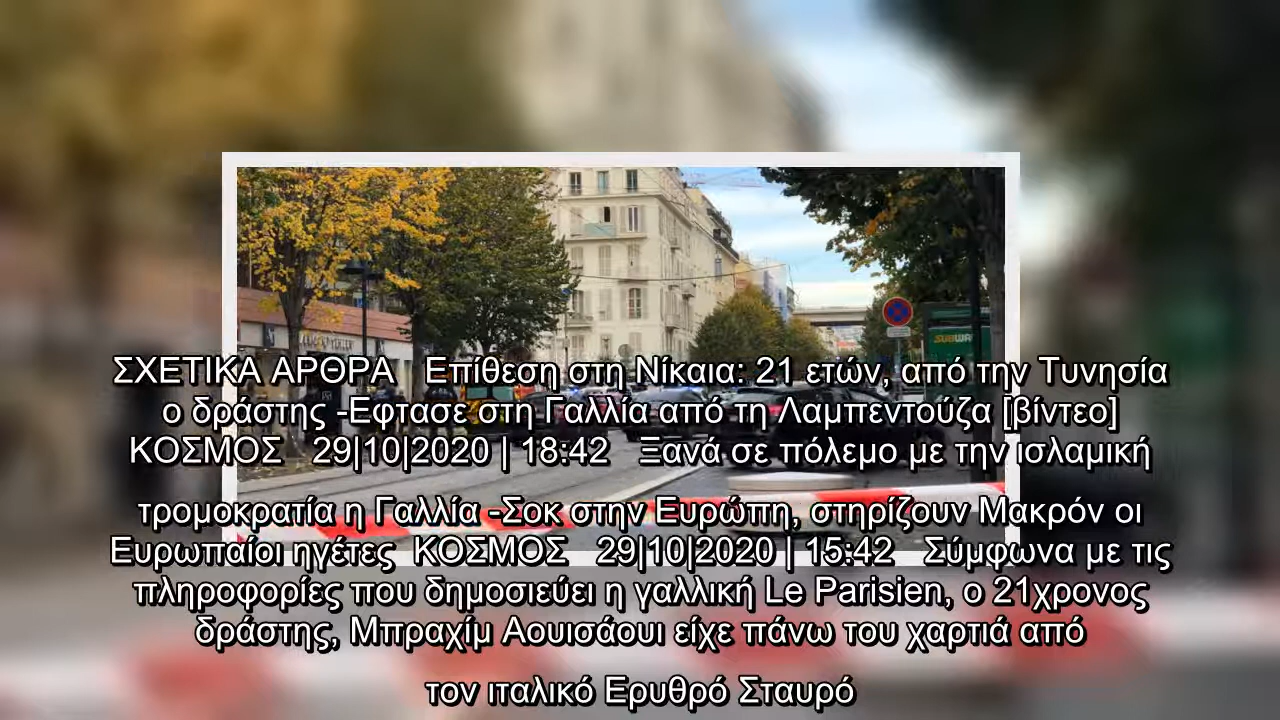 SUBWAY
ΣΧΕΤΙΚΑ ΑΡΘΡΑ Επίθεση στη Νίκαια: 21 ετών, από την Τυνησία
ο δράστης -Εφτασε στη Γαλλία από τη Λαμπεντούζα [βίντεο]
ΚΟΣΜΟΣ 29|10|2020 | 18:42 Ξανά σε πόλεμο με την ισλαμική
τρομοκρατία η Γαλλία -Σοκ στην Ευρώπη, στηρίζουν Μακρόν οι
Ευρωπαίοι ηγέτες ΚΟΣΜΟΣ 29|10|2020 | 15:42 Σύμφωνα με τις
πληροφορίες που δημοσιεύει η γαλλική Le Parisien, ο 21χρονος
δράστης, Μπραχίμ Αουισάουι είχε πάνω του χαρτιά από
τον ιταλικό Ερυθρό Σταυρό